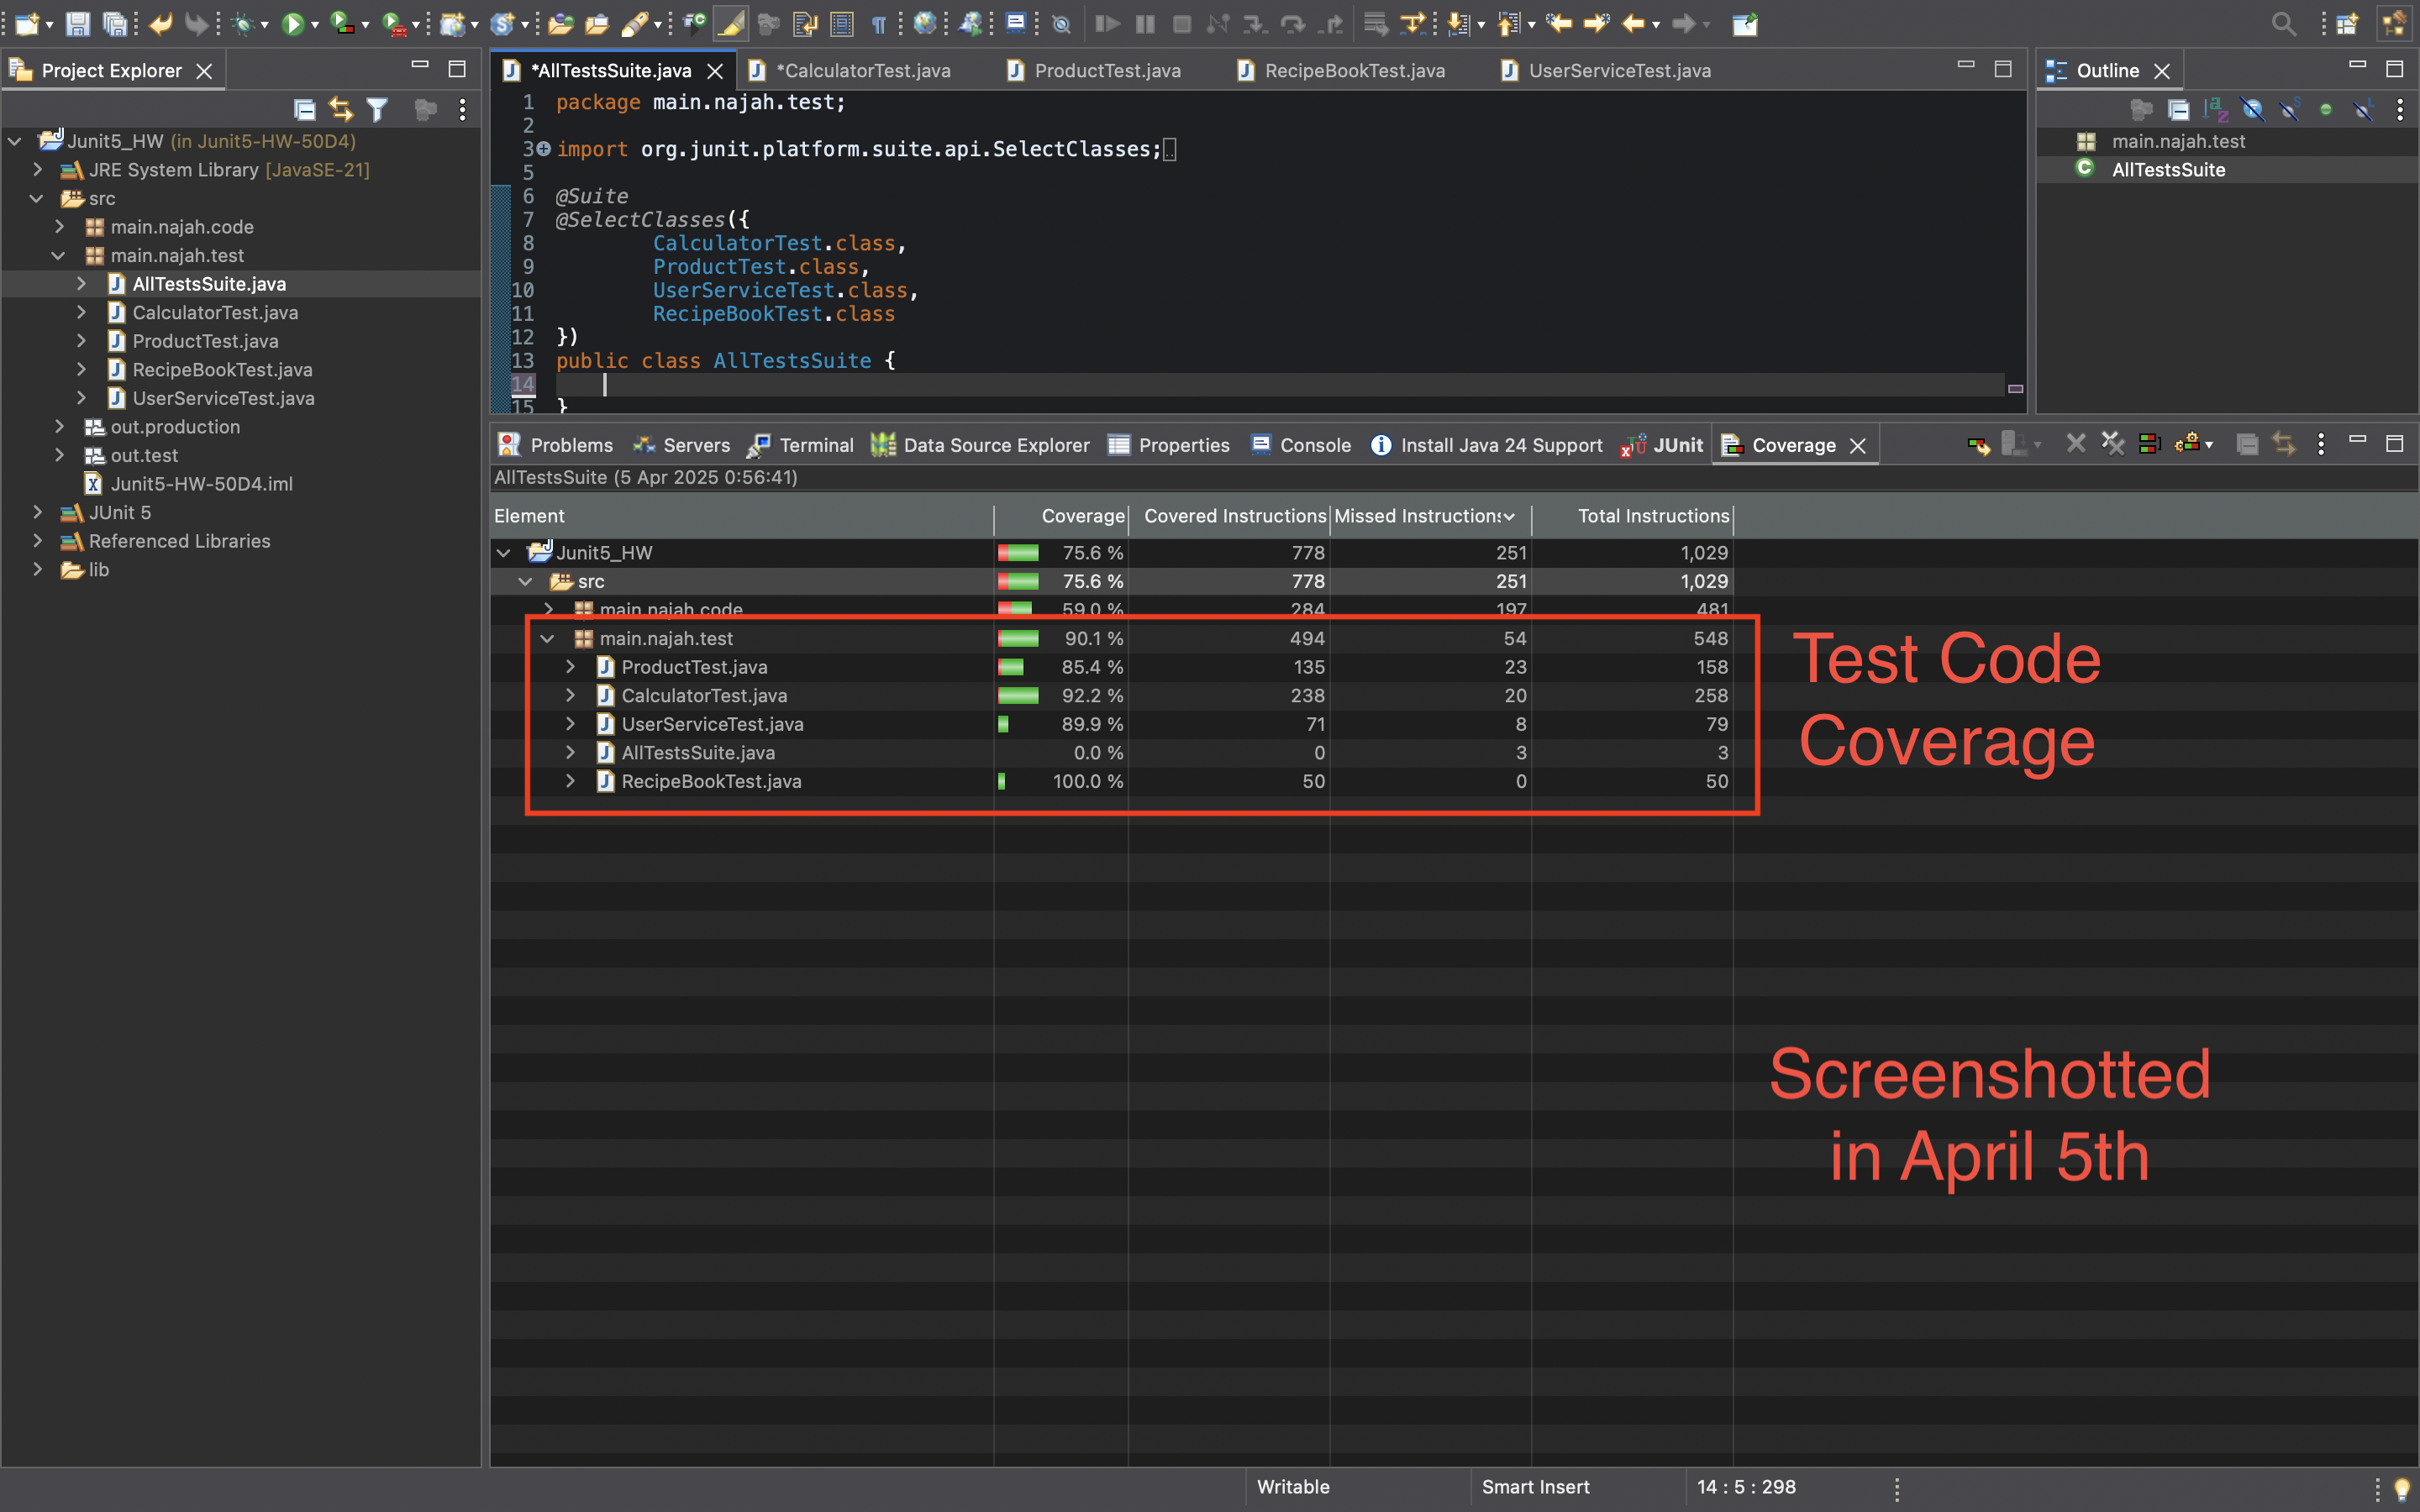 Project Explorer
Junit5_HW (in Junit5-HW-50D4)
JRE System Library [JavaSE-21]
src
main.najah.code
main.najah.test
AllTestsSuite.java
CalculatorTest.java
ProductTest.java
RecipeBookTest.java
UserServiceTest.java
out.production
out.test
Junit5-HW-50D4.iml
JUnit 5
Referenced Libraries
lib
*AllTestsSuite.java *CalculatorTest.java ProductTest.java RecipeBookTest.java UserServiceTest.java
1 package main.najah.test;
2
3 import org.junit.platform.suite.api.SelectClasses;
5
6 @Suite
7 @SelectClasses({
8 CalculatorTest.class,
9 ProductTest.class,
10 UserServiceTest.class,
11 RecipeBookTest.class
12 })
13 public class AllTestsSuite {
14
15 }
Outline
main.najah.test
AllTestsSuite
Problems Servers Terminal Data Source Explorer Properties Console Install Java 24 Support JUnit Coverage
AllTestsSuite (5 Apr 2025 0:56:41)
Element Coverage Covered Instructions Missed Instructions Total Instructions
Junit5_HW 75.6 % 778 251 1,029
src 75.6 % 778 251 1,029
main.najah.code 59.0 % 284 197 481
main.najah.test 90.1 % 494 54 548
ProductTest.java 85.4 % 135 23 158
CalculatorTest.java 92.2 % 238 20 258
UserServiceTest.java 89.9 % 71 8 79
AllTestsSuite.java 0.0 % 0 3 3
RecipeBookTest.java 100.0 % 50 0 50
Test Code
Coverage
Screenshotted
in April 5th
Writable Smart Insert 14 : 5 : 298